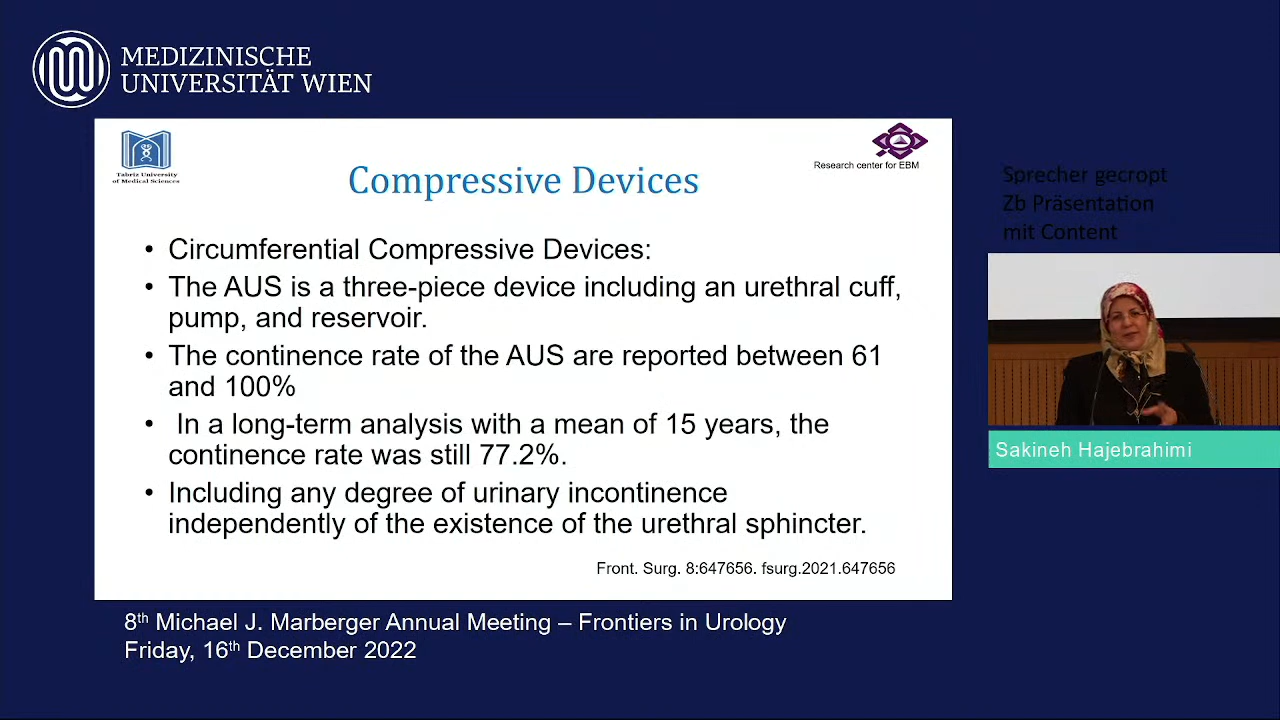 MEDIZINISCHE
UNIVERSITÄT WIEN
Tabriz University
of Medical Sciences
Research center for EBM
Compressive Devices
• Circumferential Compressive Devices:
• The AUS is a three-piece device including an urethral cuff,
pump, and reservoir.
• The continence rate of the AUS are reported between 61
and 100%
• In a long-term analysis with a mean of 15 years, the
continence rate was still 77.2%.
• Including any degree of urinary incontinence
independently of the existence of the urethral sphincter.
Front. Surg. 8:647656. fsurg.2021.647656
Sprecher gecropt
Zb Präsentation
mit Content
Sakineh Hajebrahimi
8th Michael J. Marberger Annual Meeting – Frontiers in Urology
Friday, 16th December 2022